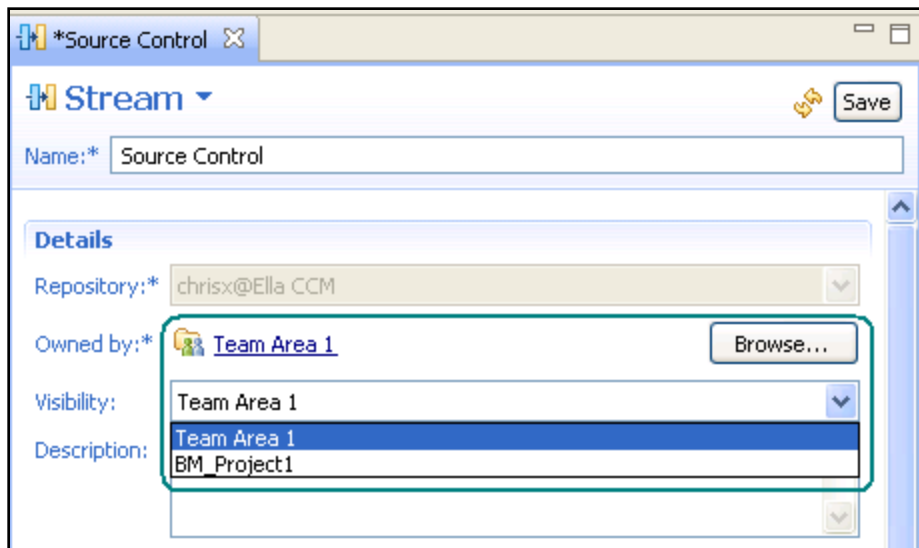 *Source Control
Stream
Save
Name:* Source Control
Details
Repository:* chrisx@Ella CCM
Owned by:* Team Area 1 Browse...
Visibility: Team Area 1
Team Area 1
Description:
BM_Project1